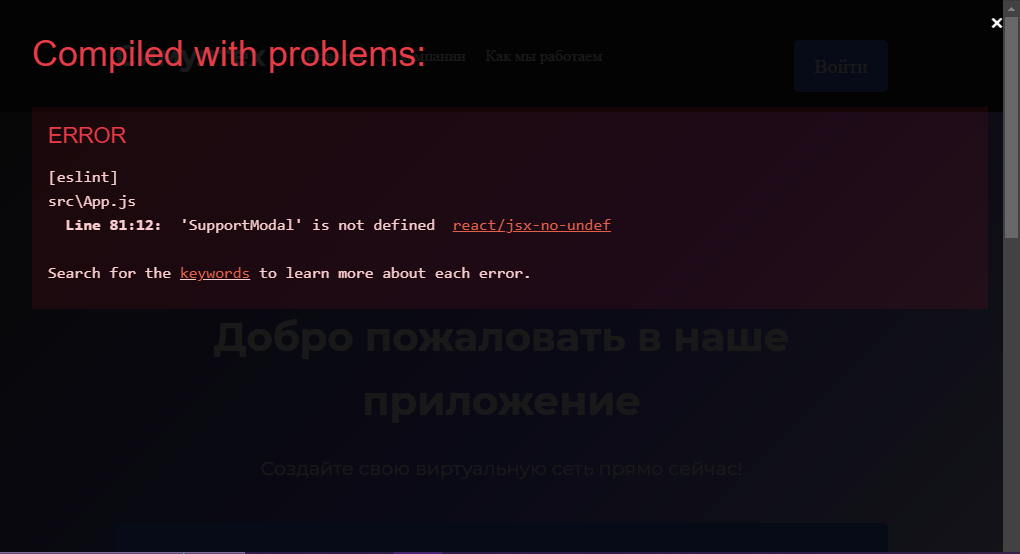 Compiled with problems:
Как мы работаем
Войти
ERROR
[eslint]
src\App.js
Line 81:12: 'SupportModal' is not defined react/jsx-no-undef
Search for the keywords to learn more about each error.
Добро пожаловать в наше
приложение
Создайте свою виртуальную сеть прямо сейчас!